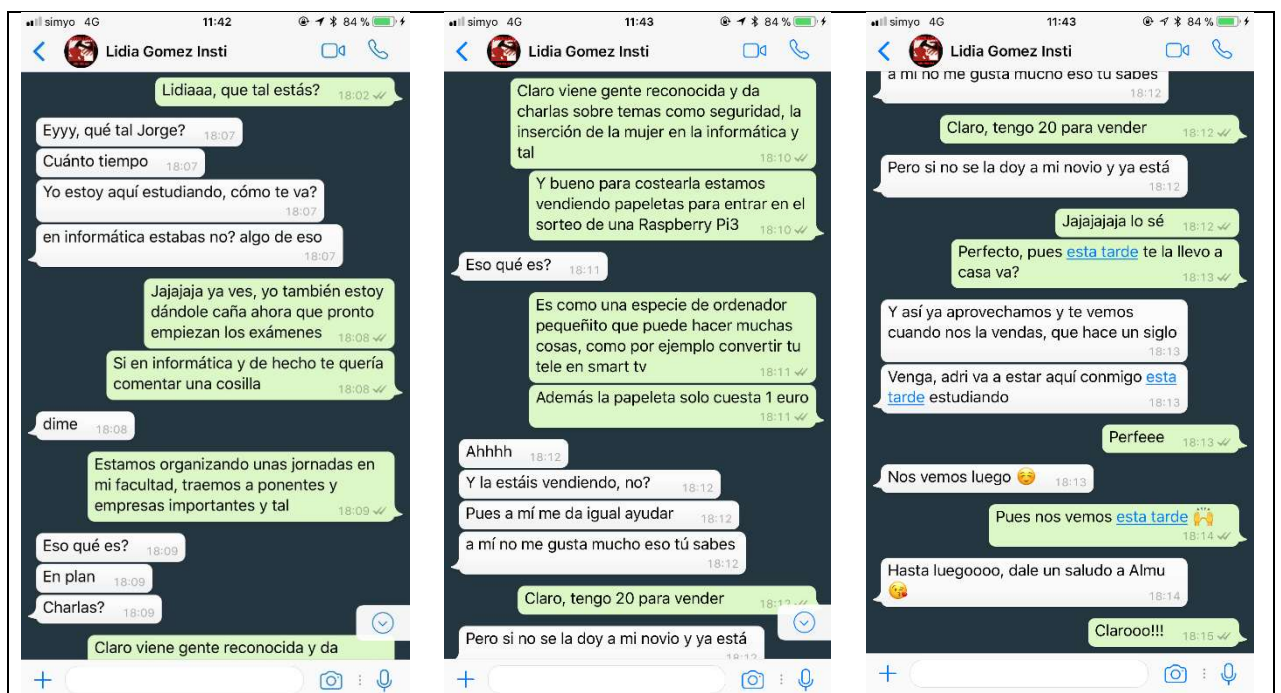 simyo 4G 11:42 84 %
Lidia Gomez Insti
Lidiaaa, que tal estás? 18:02
Eyyy, qué tal Jorge? 18:07
Cuánto tiempo 18:07
Yo estoy aquí estudiando, cómo te va?
18:07
en informática estabas no? algo de eso
18:07
Jajajaja ya ves, yo también estoy
dándole caña ahora que pronto
empiezan los exámenes 18:08
Si en informática y de hecho te quería
comentar una cosilla 18:08
dime 18:08
Estamos organizando unas jornadas en
mi facultad, traemos a ponentes y
empresas importantes y tal 18:09
Eso qué es? 18:09
En plan 18:09
Charlas? 18:09
Claro viene gente reconocida y da
simyo 4G 11:43 84 %
Lidia Gomez Insti
Claro viene gente reconocida y da
charlas sobre temas como seguridad, la
inserción de la mujer en la informática y
tal 18:10
Y bueno para costearla estamos
vendiendo papeletas para entrar en el
sorteo de una Raspberry Pi3 18:10
Eso qué es? 18:11
Es como una especie de ordenador
pequeñito que puede hacer muchas
cosas, como por ejemplo convertir tu
tele en smart tv 18:11
Además la papeleta solo cuesta 1 euro
18:11
Ahhhh 18:12
Y la estáis vendiendo, no? 18:12
Pues a mí me da igual ayudar 18:12
a mí no me gusta mucho eso tú sabes
18:12
Claro, tengo 20 para vender 18:12
Pero si no se la doy a mi novio y ya está
18:12
simyo 4G 11:43 84 %
Lidia Gomez Insti
a mí no me gusta mucho eso tú sabes
18:12
Claro, tengo 20 para vender 18:12
Pero si no se la doy a mi novio y ya está
18:12
Jajajajaja lo sé 18:12
Perfecto, pues esta tarde te la llevo a
casa va? 18:13
Y así ya aprovechamos y te vemos
cuando nos la vendas, que hace un siglo
18:13
Venga, adri va a estar aquí conmigo esta
tarde estudiando 18:13
Perfeee 18:13
Nos vemos luego ☺️ 18:13
Pues nos vemos esta tarde 🙌
18:14
Hasta luegoooo, dale un saludo a Almu
😘 18:14
Clarooo!!! 18:15